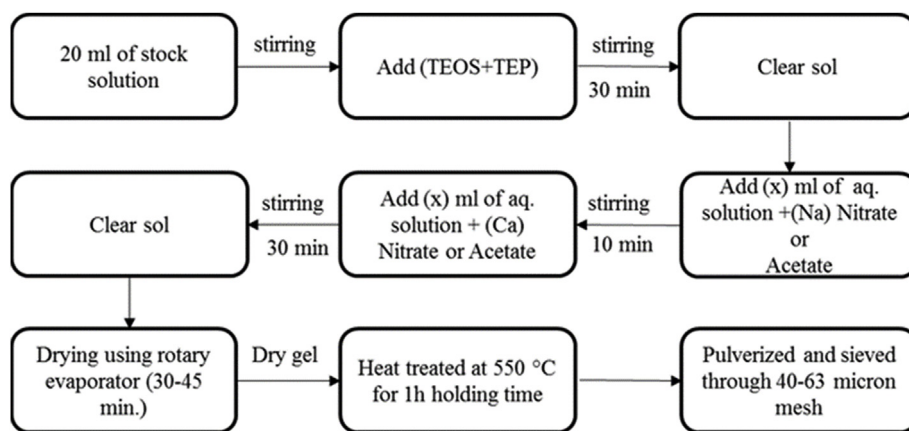 20 ml of stock
solution
stirring
Add (TEOS+TEP)
stirring
30 min
Clear sol
Add (x) ml of aq.
solution +(Na) Nitrate
or
Acetate
stirring
10 min
Add (x) ml of aq.
solution + (Ca)
Nitrate or Acetate
stirring
30 min
Clear sol
Drying using rotary
evaporator (30-45
min.)
Dry gel
Heat treated at 550 °C
for 1h holding time
Pulverized and sieved
through 40-63 micron
mesh